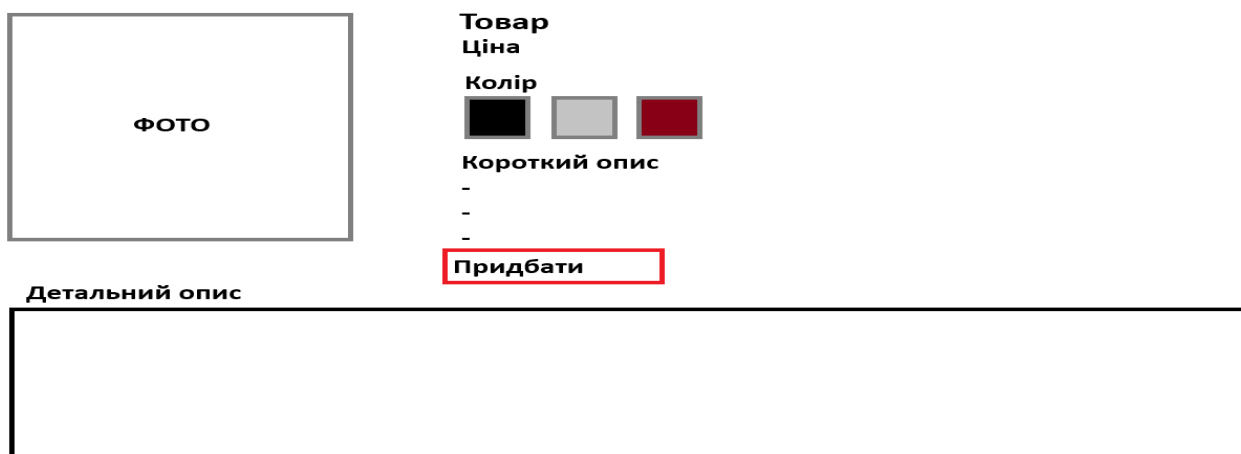 ФОТО
Товар
Ціна
Колір
Короткий опис
-
-
-
Придбати
Детальний опис